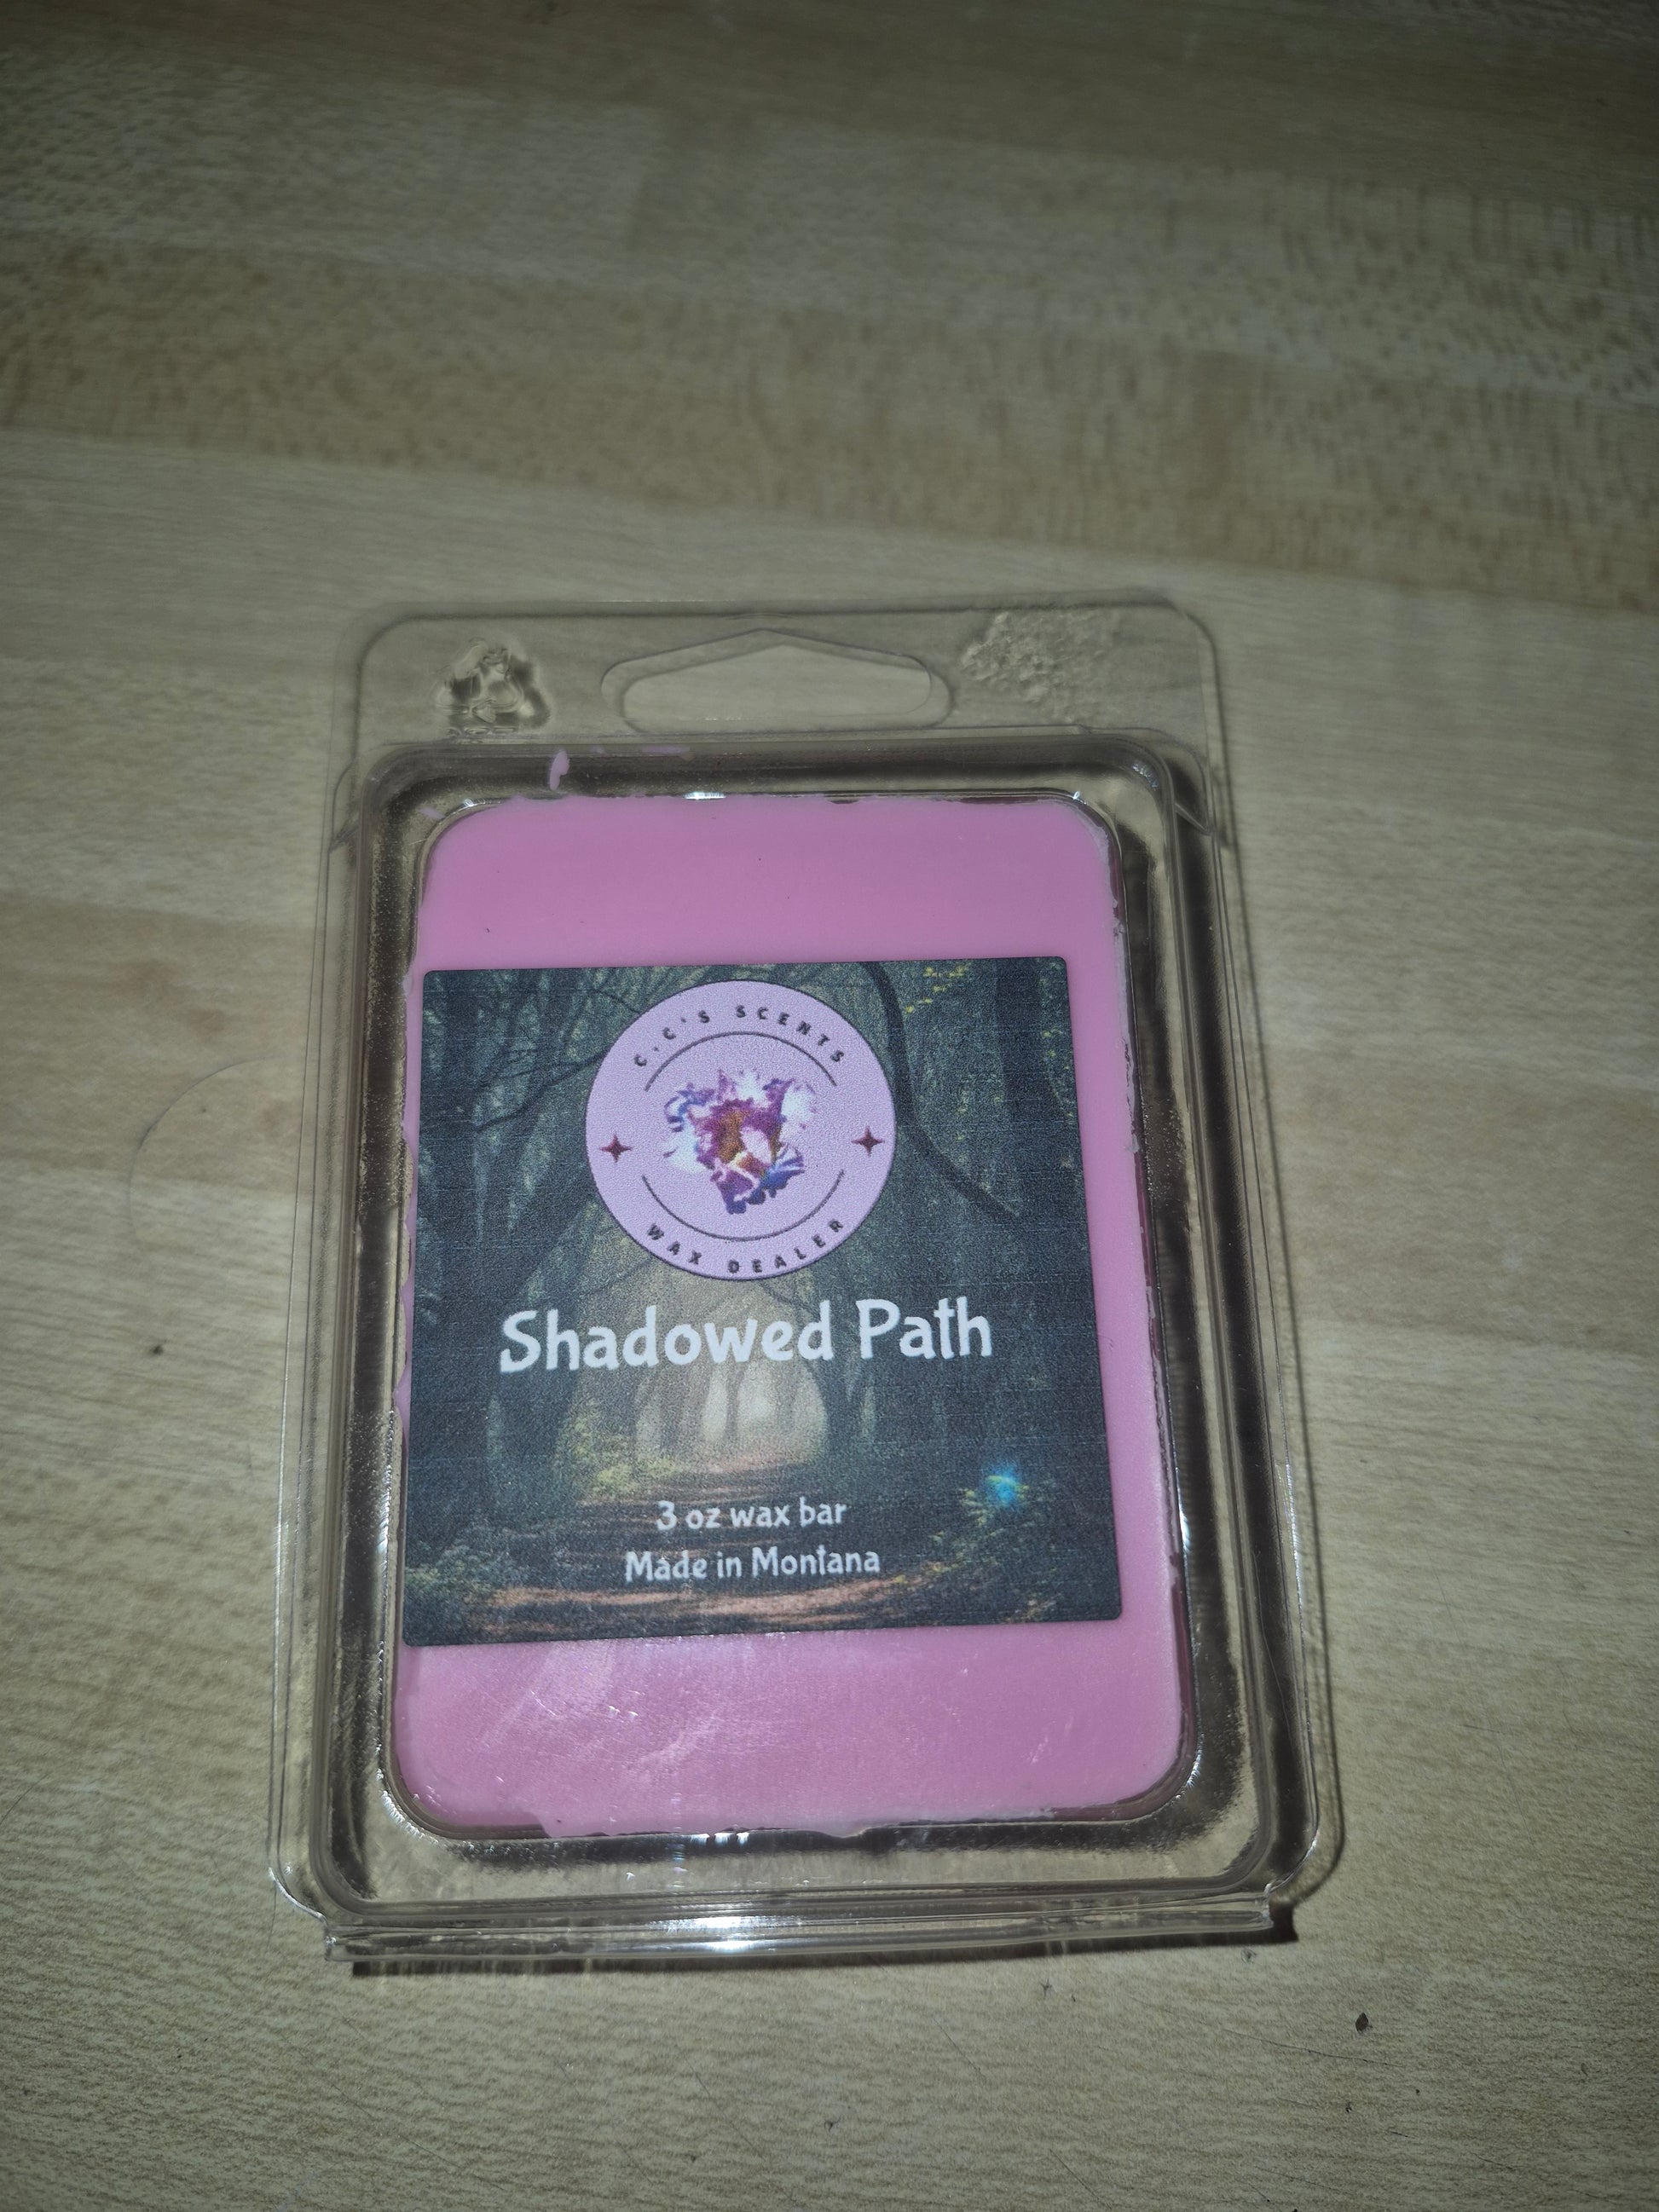 C.C'S SCENTS
WAX DEALER
Shadowed Path
3 oz wax bar
Made in Montana